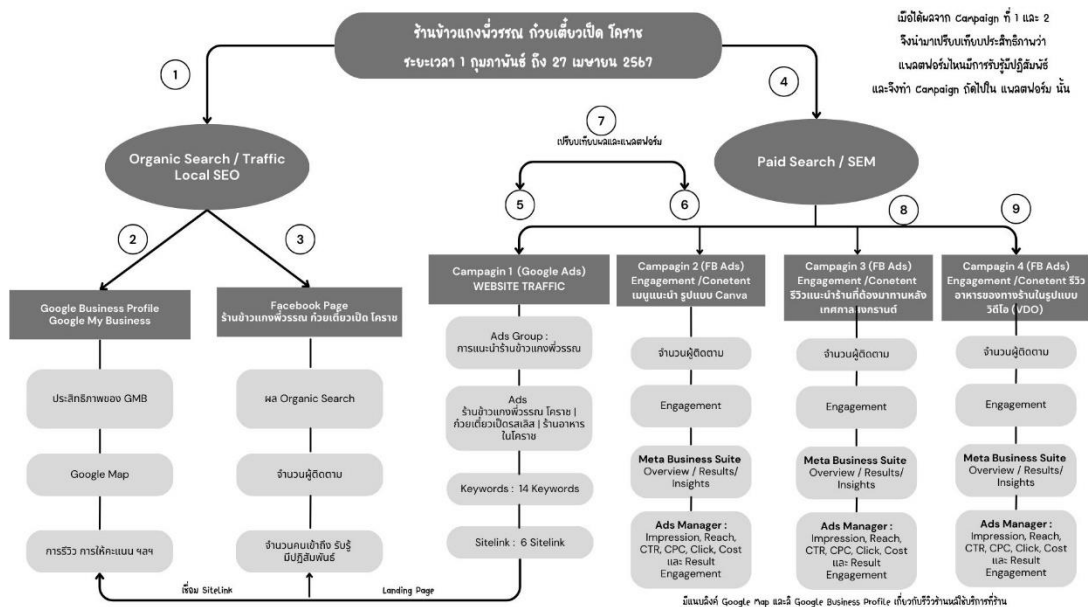 ร้านข้าวแกงพี่วรรณ ก๋วยเตี๋ยวเป็ด โคราช
ระยะเวลา 1 กุมภาพันธ์ ถึง 27 เมษายน 2567
เมื่อได้ผลจาก Campaign ที่ 1 และ 2
จึงนำมาเปรียบเทียบประสิทธิภาพว่า
แพลตฟอร์มไหนมีการรับรู้มีปฏิสัมพันธ์
และจึงทำ Campaign ถัดไปใน แพลตฟอร์ม นั้น
1
4
7
เปรียบเทียบผลและแพลตฟอร์ม
Organic Search / Traffic
Local SEO
Paid Search / SEM
2
3
5
6
8
9
Google Business Profile
Google My Business
ประสิทธิภาพของ GMB
Google Map
การรีวิว การให้คะแนน ฯลฯ
Facebook Page
ร้านข้าวแกงพี่วรรณ ก๋วยเตี๋ยวเป็ด โคราช
ผล Organic Search
จำนวนผู้ติดตาม
จำนวนคนเข้าถึง รับรู้
มีปฏิสัมพันธ์
Campagin 1 (Google Ads)
WEBSITE TRAFFIC
Ads Group :
การแนะนำร้านข้าวแกงพี่วรรณ
Ads
ร้านข้าวแกงพี่วรรณ โคราช |
ก๋วยเตี๋ยวเป็ดรสเลิศ | ร้านอาหาร
ในโคราช
Keywords : 14 Keywords
Sitelink : 6 Sitelink
Campagin 2 (FB Ads)
Engagement /Conetent
เมนูแนะนำ รูปแบบ Canva
จำนวนผู้ติดตาม
Engagement
Meta Business Suite
Overview / Results/
Insights
Ads Manager :
Impression, Reach,
CTR, CPC, Click, Cost
และ Result
Engagement
Campagin 3 (FB Ads)
Engagement /Conetent
รีวิวแนะนำร้านที่ต้องมาทานหลัง
เทศกาลสงกรานต์
จำนวนผู้ติดตาม
Engagement
Meta Business Suite
Overview / Results/
Insights
Ads Manager :
Impression, Reach,
CTR, CPC, Click, Cost
และ Result
Engagement
Campagin 4 (FB Ads)
Engagement /Conetent รีวิว
อาหารของทางร้านในรูปแบบ
วิดีโอ (VDO)
จำนวนผู้ติดตาม
Engagement
Meta Business Suite
Overview / Results/
Insights
Ads Manager :
Impression, Reach,
CTR, CPC, Click, Cost
และ Result
Engagement
เชื่อม Sitelink
Landing Page
มีแนบลิงค์ Google Map และลิ Google Business Profile เกี่ยวกับรีวิวร้านหลังใช้บริการที่ร้าน